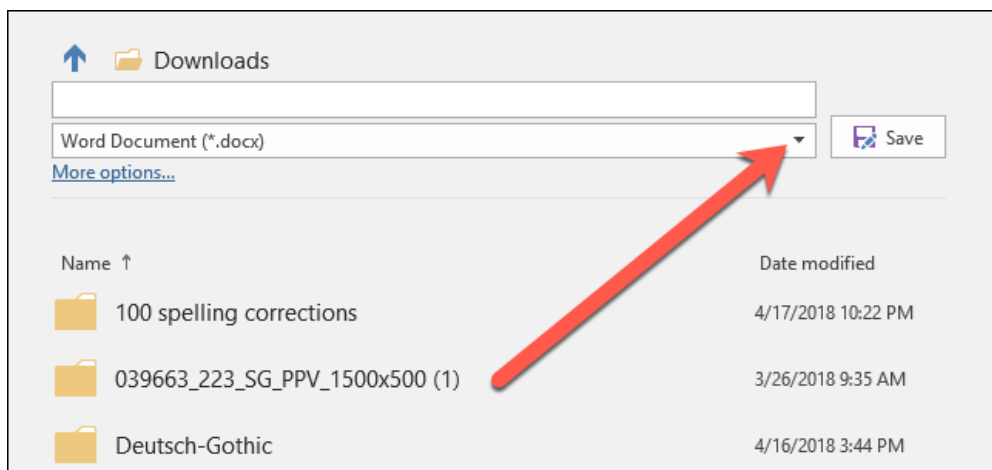 Downloads
Word Document (*.docx)
Save
More options...
Name ↑ Date modified
100 spelling corrections 4/17/2018 10:22 PM
039663_223_SG_PPV_1500x500 (1) 3/26/2018 9:35 AM
Deutsch-Gothic 4/16/2018 3:44 PM